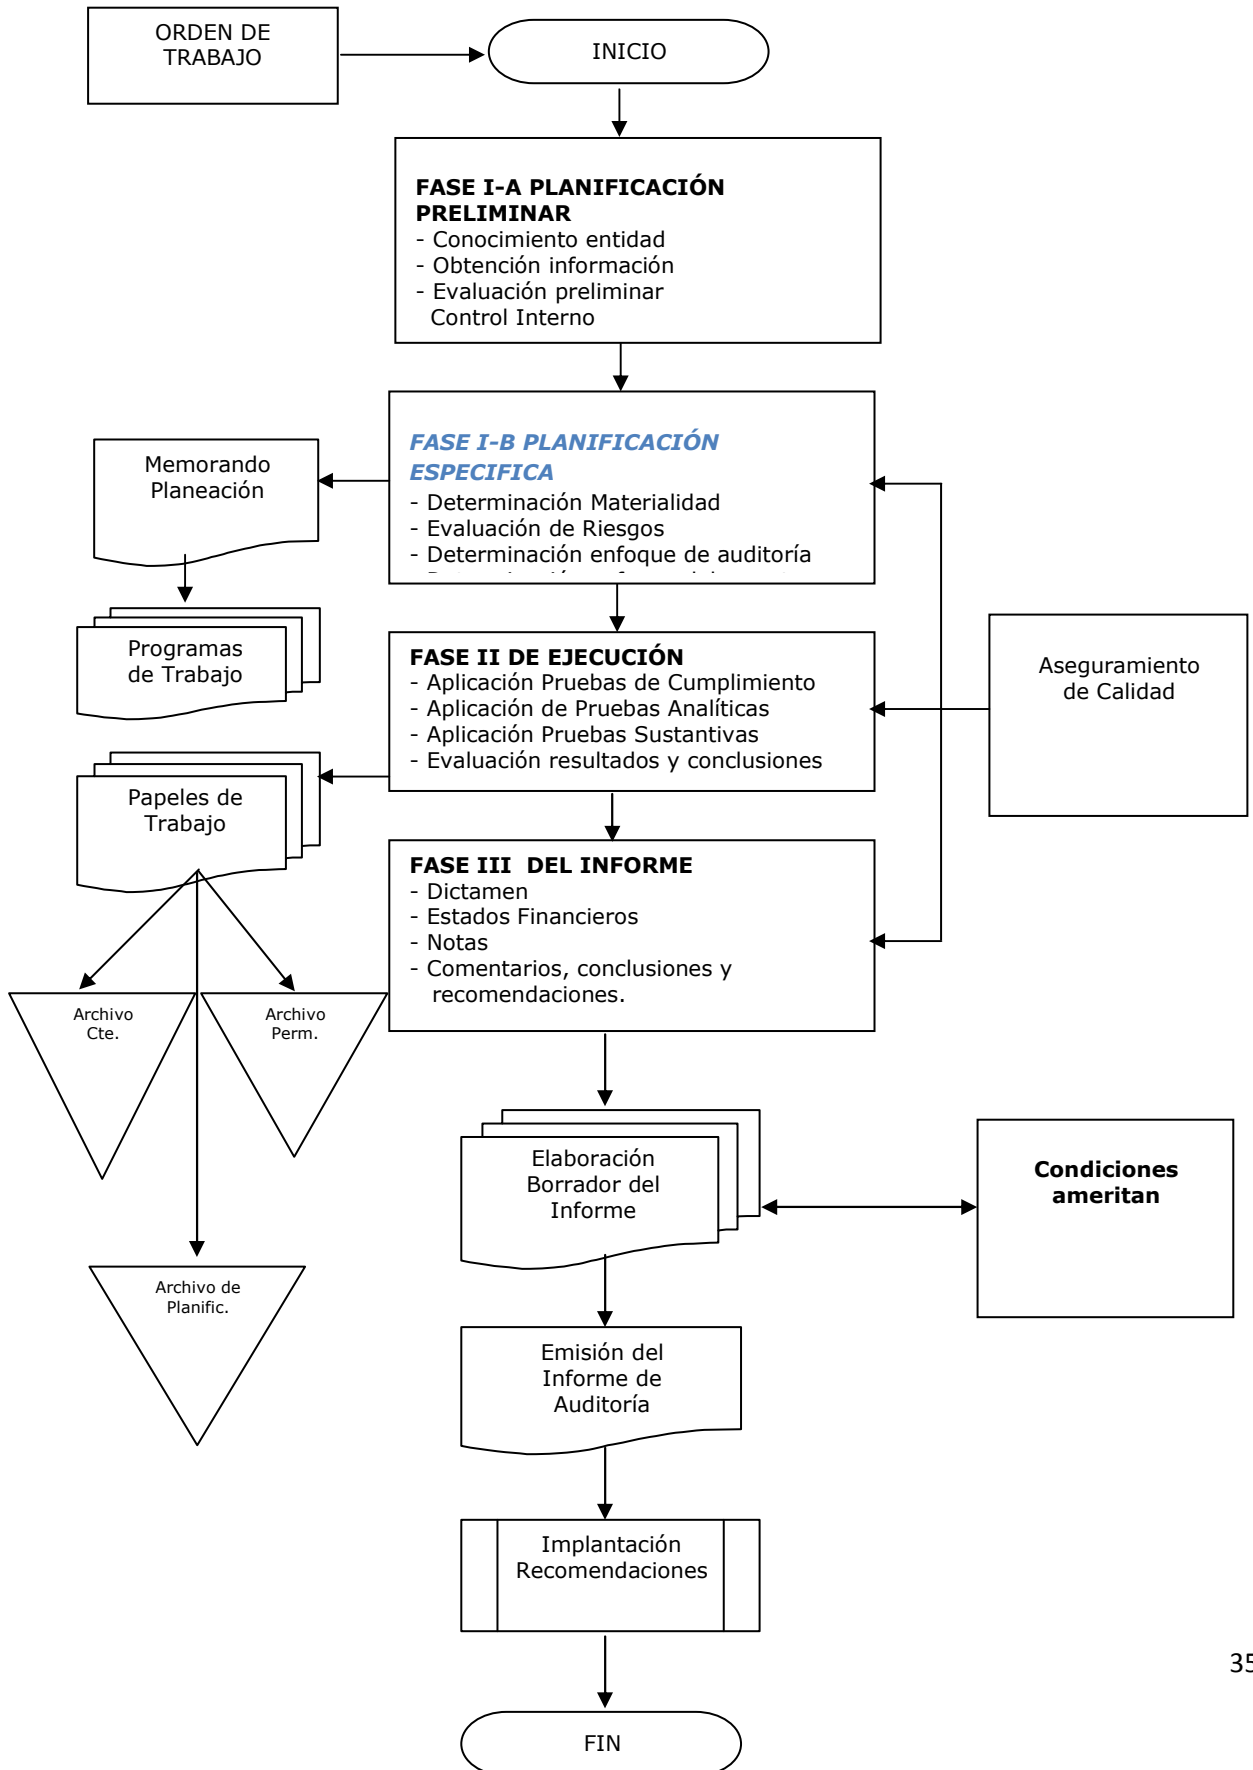 ORDEN DE
TRABAJO
INICIO
FASE I-A PLANIFICACIÓN
PRELIMINAR
- Conocimiento entidad
- Obtención información
- Evaluación preliminar
Control Interno
FASE I-B PLANIFICACIÓN
ESPECIFICA
- Determinación Materialidad
- Evaluación de Riesgos
- Determinación enfoque de auditoría
Memorando
Planeación
Programas
de Trabajo
FASE II DE EJECUCIÓN
- Aplicación Pruebas de Cumplimiento
- Aplicación de Pruebas Analíticas
- Aplicación Pruebas Sustantivas
- Evaluación resultados y conclusiones
Aseguramiento
de Calidad
Papeles de
Trabajo
FASE III  DEL INFORME
- Dictamen
- Estados Financieros
- Notas
- Comentarios, conclusiones y
recomendaciones.
Archivo
Cte.
Archivo
Perm.
Archivo de
Planific.
Elaboración
Borrador del
Informe
Condiciones
ameritan
Emisión del
Informe de
Auditoría
Implantación
Recomendaciones
35
FIN